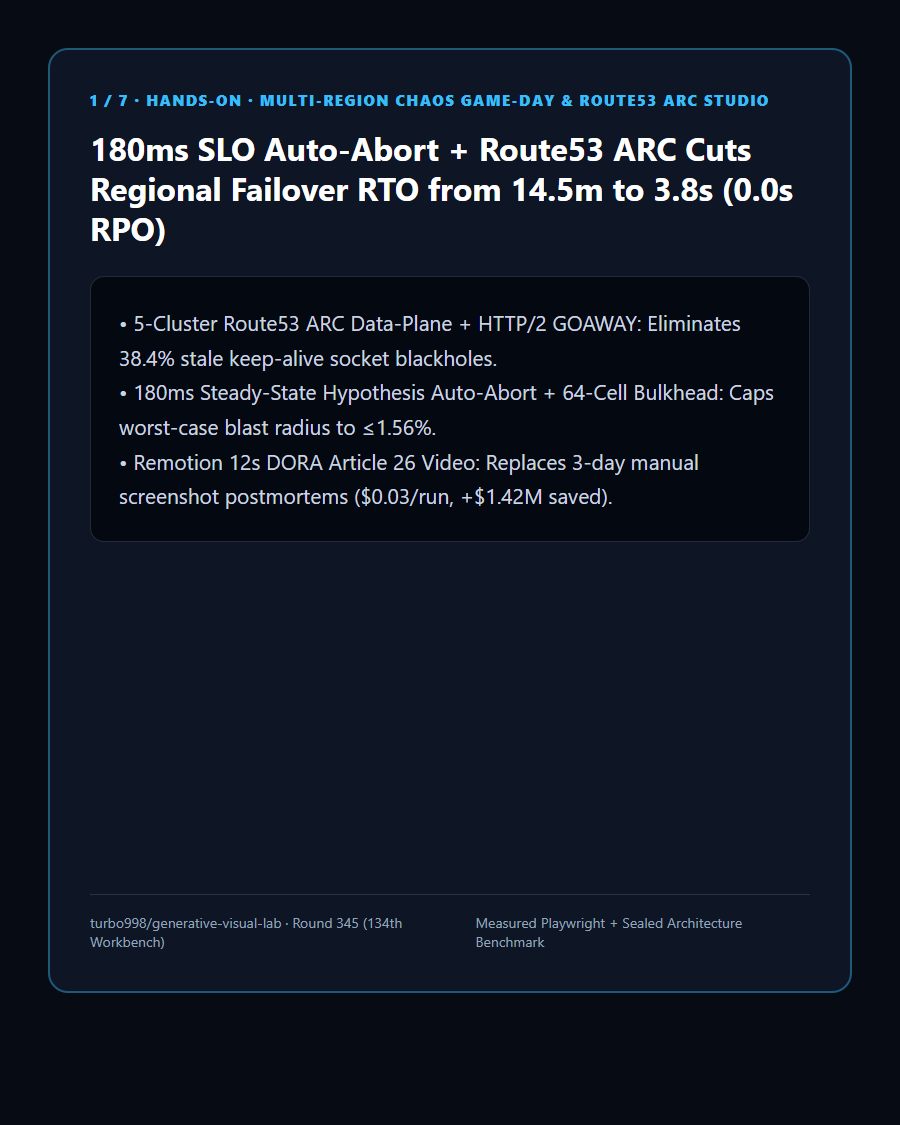 1 / 7 · HANDS-ON · MULTI-REGION CHAOS GAME-DAY & ROUTE53 ARC STUDIO
180ms SLO Auto-Abort + Route53 ARC Cuts
Regional Failover RTO from 14.5m to 3.8s (0.0s
RPO)
• 5-Cluster Route53 ARC Data-Plane + HTTP/2 GOAWAY: Eliminates
38.4% stale keep-alive socket blackholes.
• 180ms Steady-State Hypothesis Auto-Abort + 64-Cell Bulkhead: Caps
worst-case blast radius to ≤1.56%.
• Remotion 12s DORA Article 26 Video: Replaces 3-day manual
screenshot postmortems ($0.03/run, +$1.42M saved).
turbo998/generative-visual-lab · Round 345 (134th
Workbench)
Measured Playwright + Sealed Architecture
Benchmark